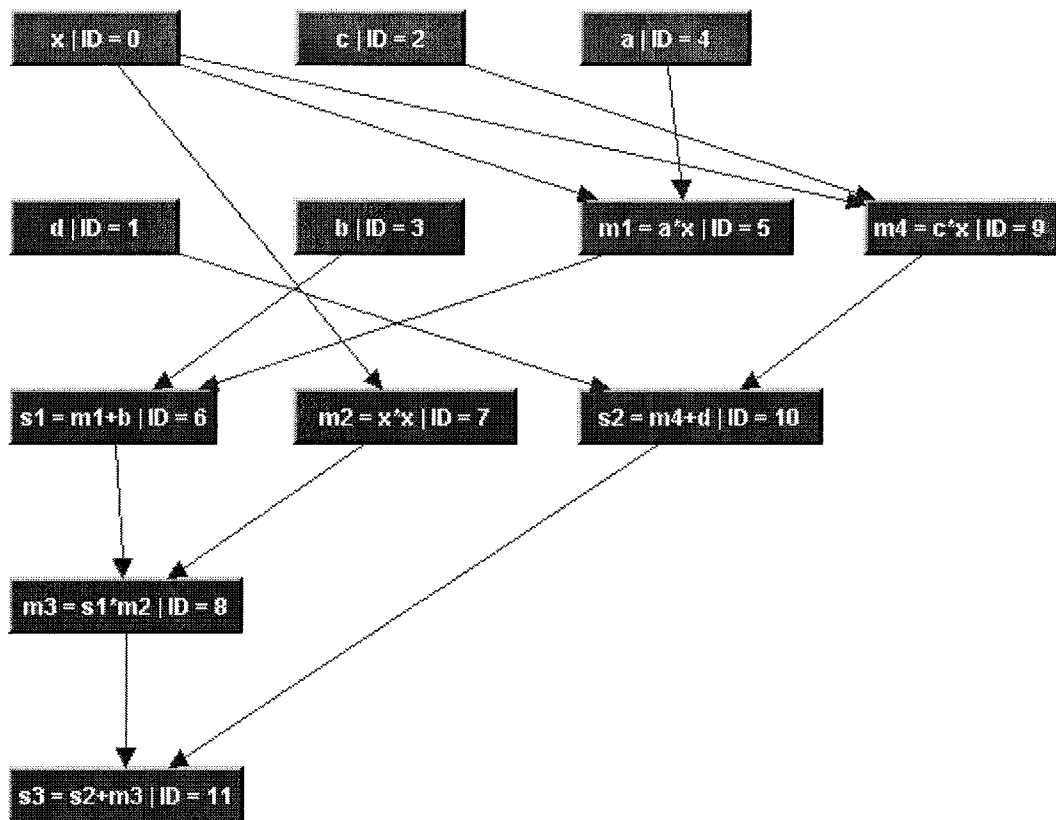 x | ID = 0
c | ID = 2
a | ID = 4
d | ID = 1
b | ID = 3
m1 = a*x | ID = 5
m4 = c*x | ID = 9
s1 = m1+b | ID = 6
m2 = x*x | ID = 7
s2 = m4+d | ID = 10
m3 = s1*m2 | ID = 8
s3 = s2+m3 | ID = 11